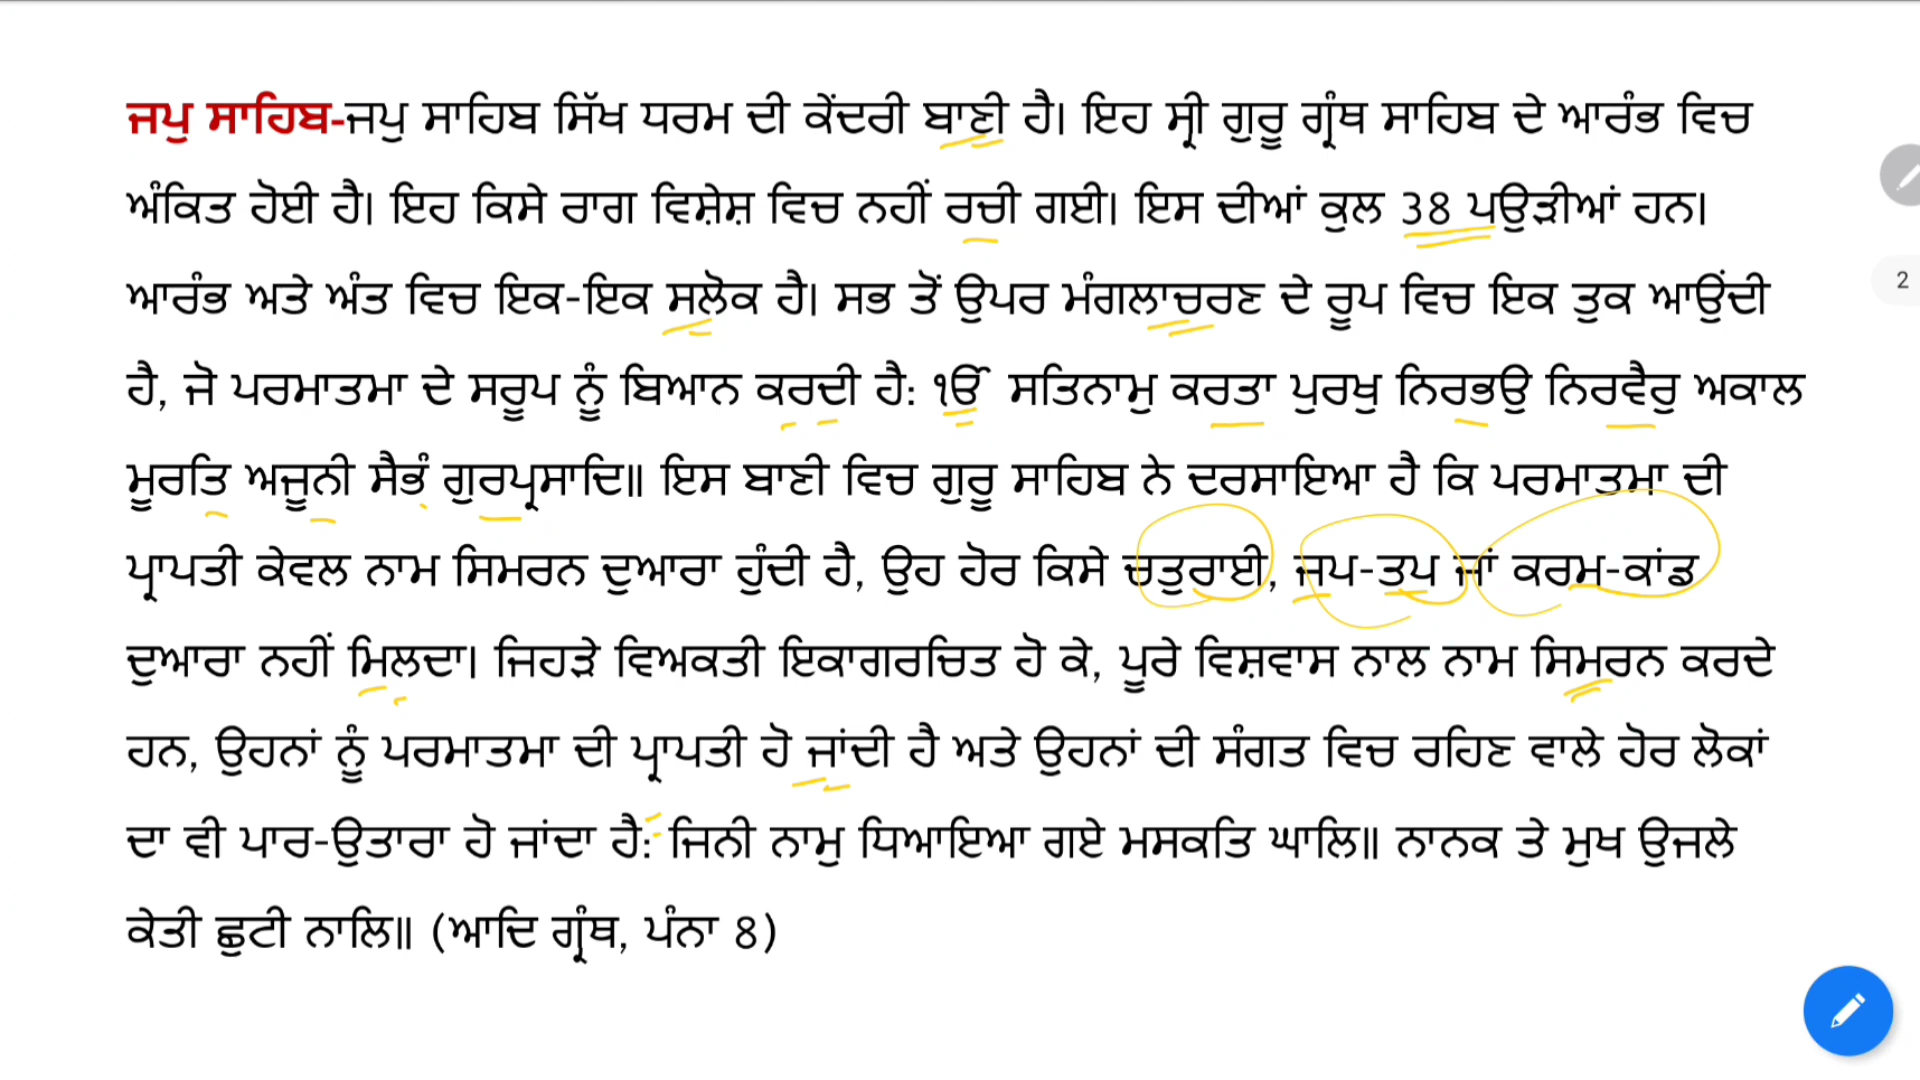 ਜਪੁ ਸਾਹਿਬ-ਜਪੁ ਸਾਹਿਬ ਸਿੱਖ ਧਰਮ ਦੀ ਕੇਂਦਰੀ ਬਾਣੀ ਹੈ। ਇਹ ਸ੍ਰੀ ਗੁਰੂ ਗ੍ਰੰਥ ਸਾਹਿਬ ਦੇ ਆਰੰਭ ਵਿਚ
ਅੰਕਿਤ ਹੋਈ ਹੈ। ਇਹ ਕਿਸੇ ਰਾਗ ਵਿਸ਼ੇਸ਼ ਵਿਚ ਨਹੀਂ ਰਚੀ ਗਈ। ਇਸ ਦੀਆਂ ਕੁਲ 38 ਪਉੜੀਆਂ ਹਨ।
ਆਰੰਭ ਅਤੇ ਅੰਤ ਵਿਚ ਇਕ-ਇਕ ਸਲੋਕ ਹੈ। ਸਭ ਤੋਂ ਉਪਰ ਮੰਗਲਾਚਰਣ ਦੇ ਰੂਪ ਵਿਚ ਇਕ ਤੁਕ ਆਉਂਦੀ
ਹੈ, ਜੋ ਪਰਮਾਤਮਾ ਦੇ ਸਰੂਪ ਨੂੰ ਬਿਆਨ ਕਰਦੀ ਹੈ: ੴ ਸਤਿਨਾਮੁ ਕਰਤਾ ਪੁਰਖੁ ਨਿਰਭਉ ਨਿਰਵੈਰੁ ਅਕਾਲ
ਮੂਰਤਿ ਅਜੂਨੀ ਸੈਭੰ ਗੁਰਪ੍ਰਸਾਦਿ॥ ਇਸ ਬਾਣੀ ਵਿਚ ਗੁਰੂ ਸਾਹਿਬ ਨੇ ਦਰਸਾਇਆ ਹੈ ਕਿ ਪਰਮਾਤਮਾ ਦੀ
ਪ੍ਰਾਪਤੀ ਕੇਵਲ ਨਾਮ ਸਿਮਰਨ ਦੁਆਰਾ ਹੁੰਦੀ ਹੈ, ਉਹ ਹੋਰ ਕਿਸੇ ਚਤੁਰਾਈ, ਜਪ-ਤਪ ਜਾਂ ਕਰਮ-ਕਾਂਡ
ਦੁਆਰਾ ਨਹੀਂ ਮਿਲਦਾ। ਜਿਹੜੇ ਵਿਅਕਤੀ ਇਕਾਗਰਚਿਤ ਹੋ ਕੇ, ਪੂਰੇ ਵਿਸ਼ਵਾਸ ਨਾਲ ਨਾਮ ਸਿਮਰਨ ਕਰਦੇ
ਹਨ, ਉਹਨਾਂ ਨੂੰ ਪਰਮਾਤਮਾ ਦੀ ਪ੍ਰਾਪਤੀ ਹੋ ਜਾਂਦੀ ਹੈ ਅਤੇ ਉਹਨਾਂ ਦੀ ਸੰਗਤ ਵਿਚ ਰਹਿਣ ਵਾਲੇ ਹੋਰ ਲੋਕਾਂ
ਦਾ ਵੀ ਪਾਰ-ਉਤਾਰਾ ਹੋ ਜਾਂਦਾ ਹੈ: ਜਿਨੀ ਨਾਮੁ ਧਿਆਇਆ ਗਏ ਮਸਕਤਿ ਘਾਲਿ॥ ਨਾਨਕ ਤੇ ਮੁਖ ਉਜਲੇ
ਕੇਤੀ ਛੁਟੀ ਨਾਲਿ॥ (ਆਦਿ ਗ੍ਰੰਥ, ਪੰਨਾ 8)
2